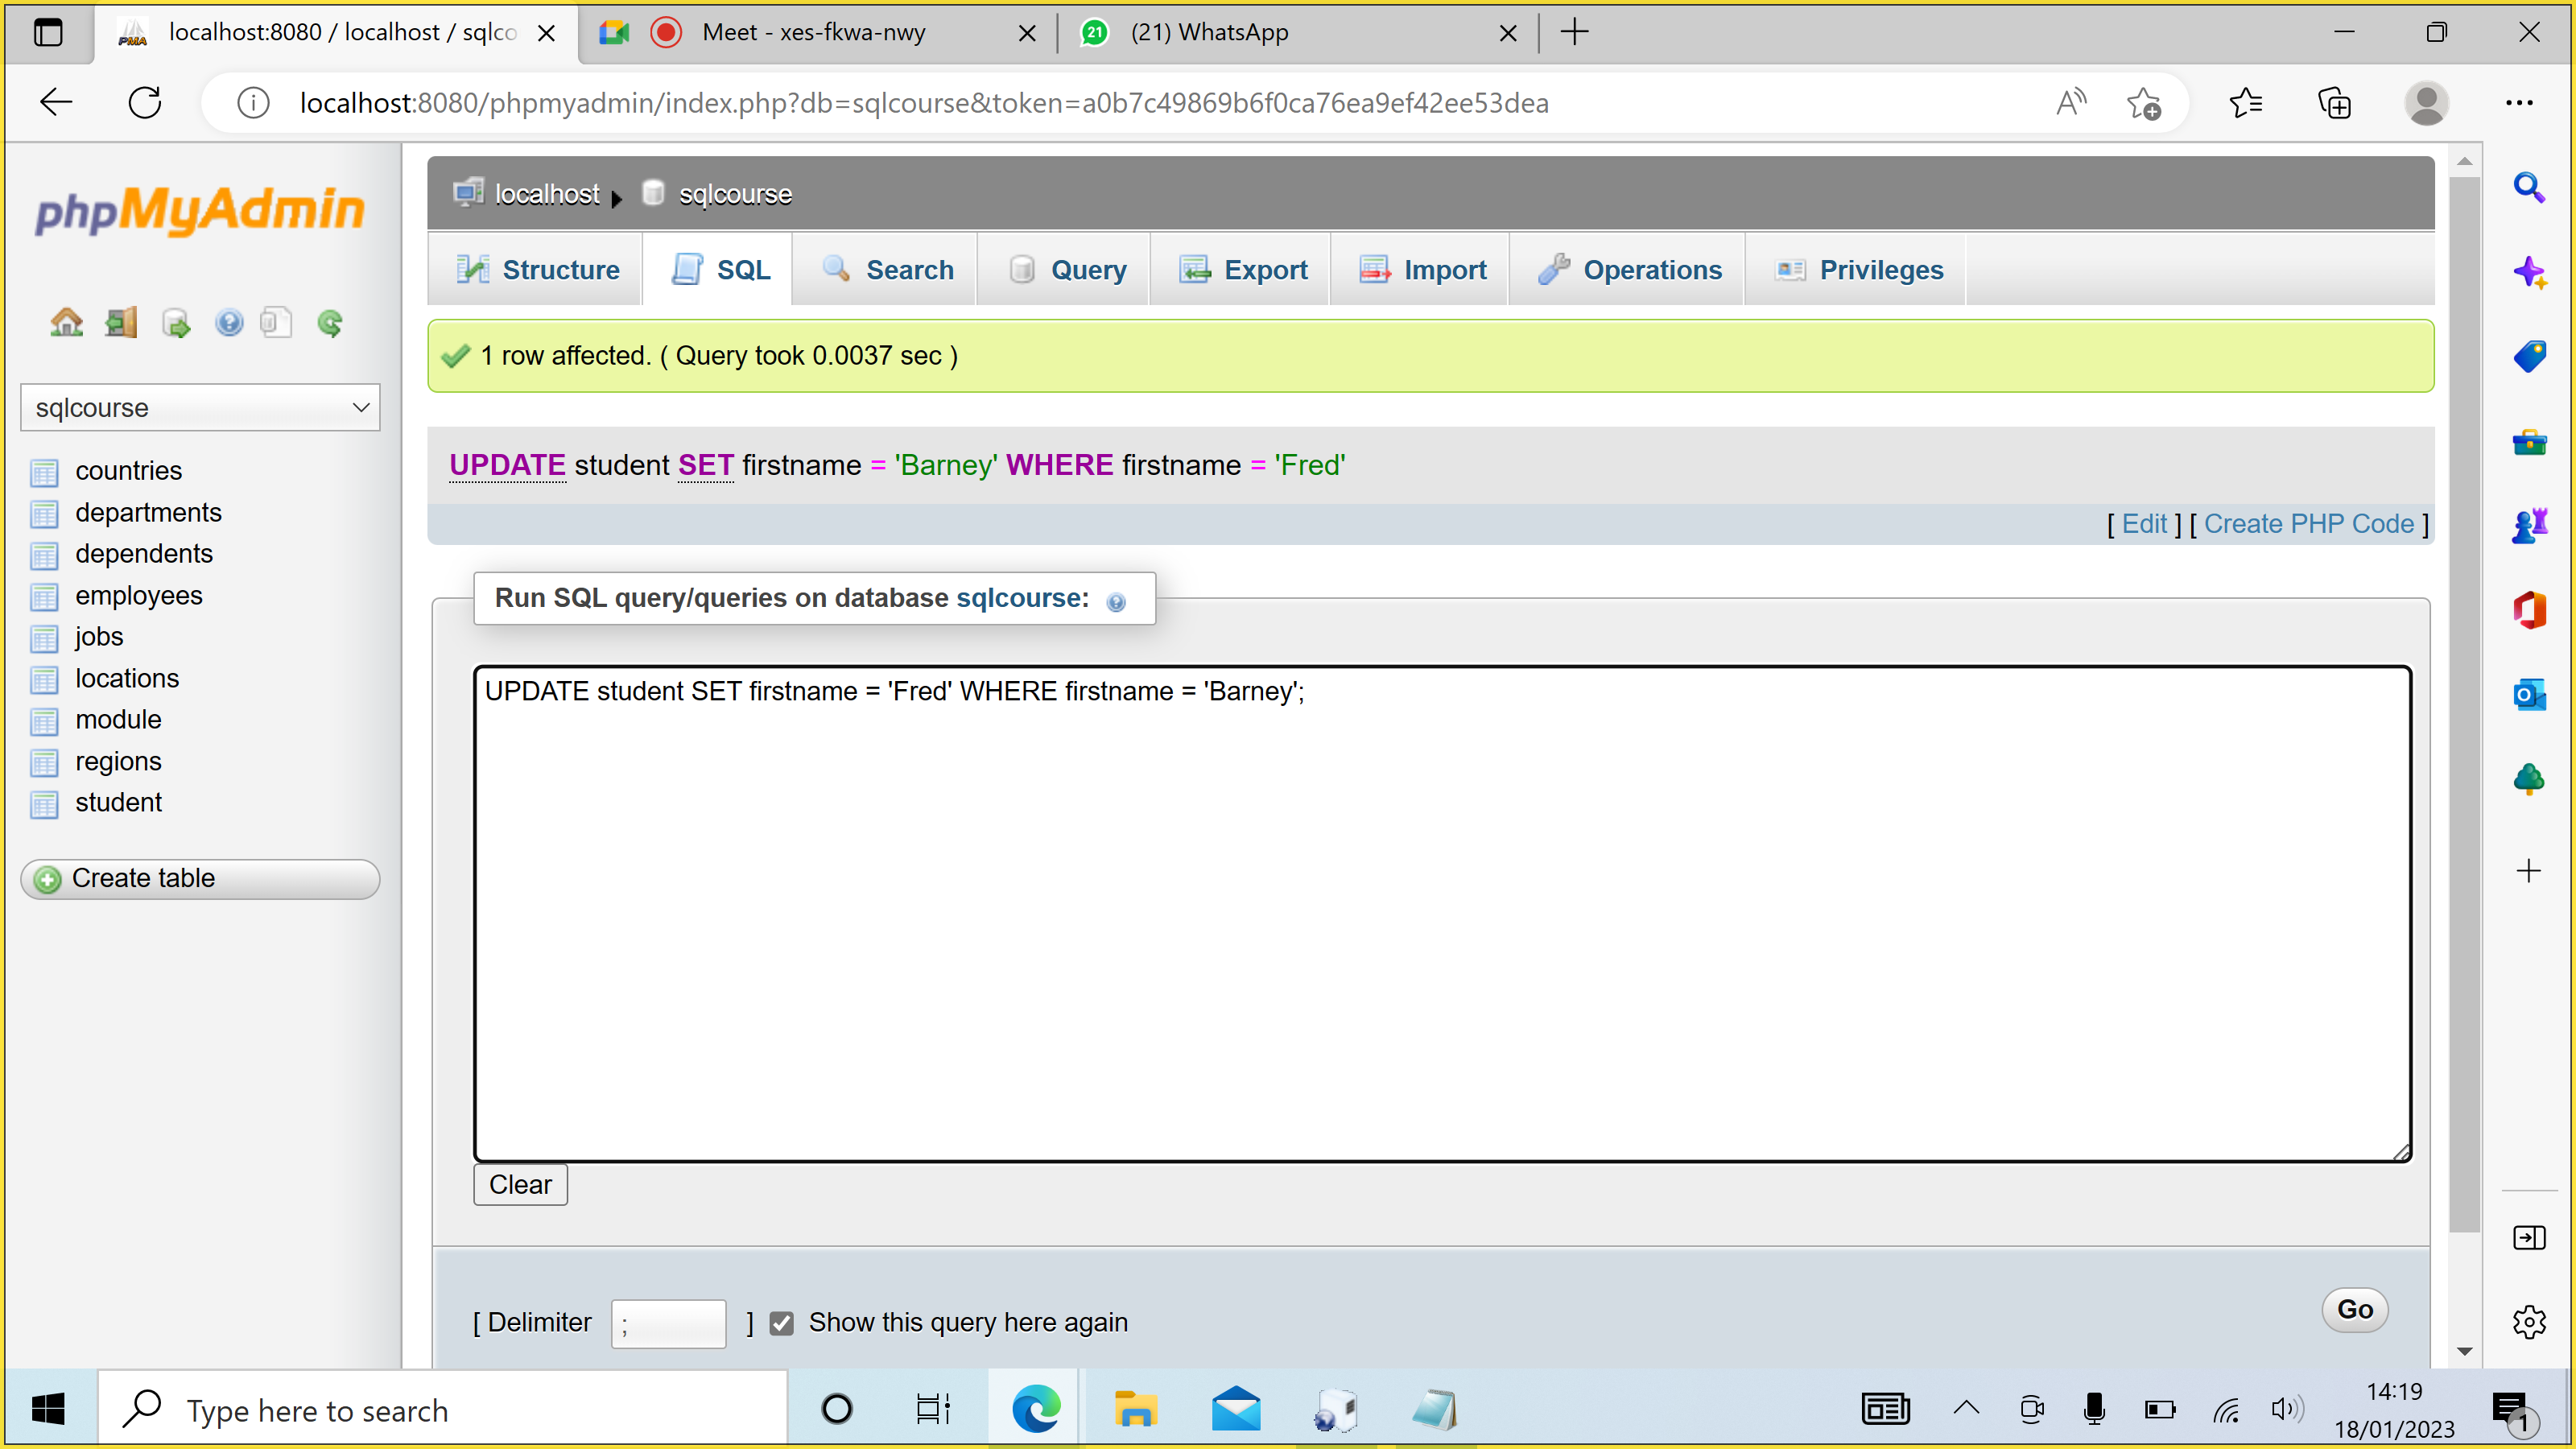 localhost:8080 / localhost / sqlco
Meet - xes-fkwa-nwy
21
(21) WhatsApp
localhost:8080/phpmyadmin/index.php?db=sqlcourse&token=a0b7c49869b6f0ca76ea9ef42ee53dea
phpMyAdmin
localhost
sqlcourse
Structure
SQL
Search
Query
Export
Import
Operations
Privileges
1 row affected. ( Query took 0.0037 sec )
sqlcourse
UPDATE student SET firstname = 'Barney' WHERE firstname = 'Fred'
[ Edit ] [ Create PHP Code ]
countries
departments
dependents
employees
jobs
locations
module
regions
student
Create table
Run SQL query/queries on database sqlcourse:
UPDATE student SET firstname = 'Fred' WHERE firstname = 'Barney';
Clear
[ Delimiter ; ] Show this query here again
Go
Type here to search
14:19
18/01/2023
1